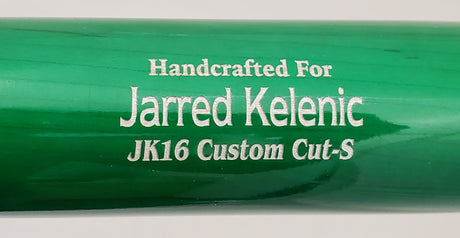 Handcrafted For
Jarred Kelenic
JK16 Custom Cut-S